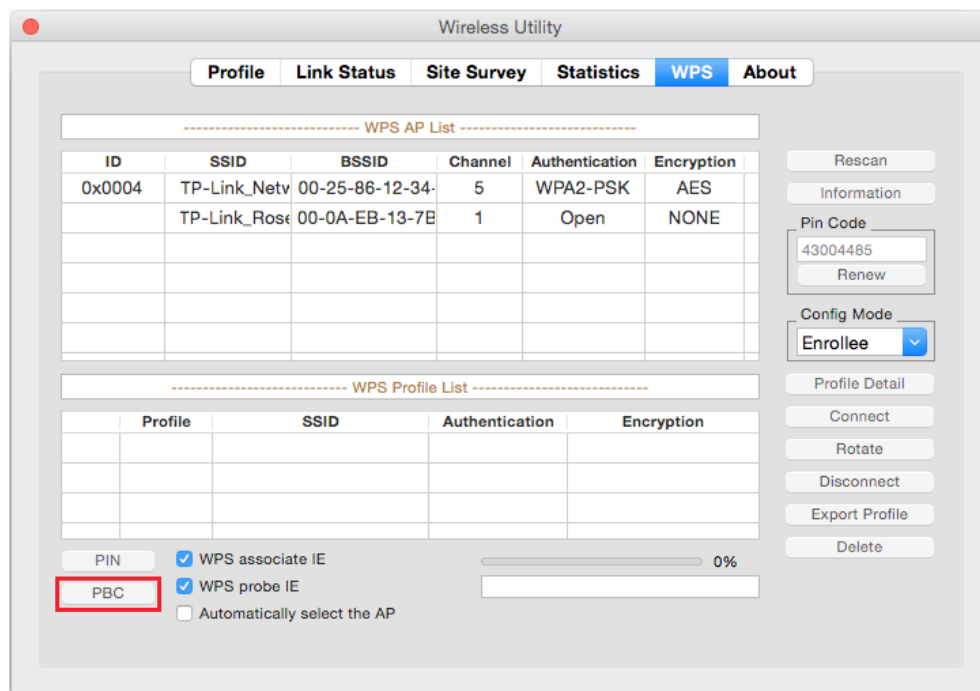 Wireless Utility
Profile Link Status Site Survey Statistics WPS About
--------------------------- WPS AP List ---------------------------
ID SSID BSSID Channel Authentication Encryption
0x0004 TP-Link_Netw 00-25-86-12-34- 5 WPA2-PSK AES
TP-Link_Rose 00-0A-EB-13-7B 1 Open NONE
Rescan
Information
Pin Code
43004485
Renew
Config Mode
Enrollee
--------------------------- WPS Profile List ---------------------------
Profile SSID Authentication Encryption
Profile Detail
Connect
Rotate
Disconnect
Export Profile
Delete
PIN
PBC
WPS associate IE
WPS probe IE
Automatically select the AP
0%